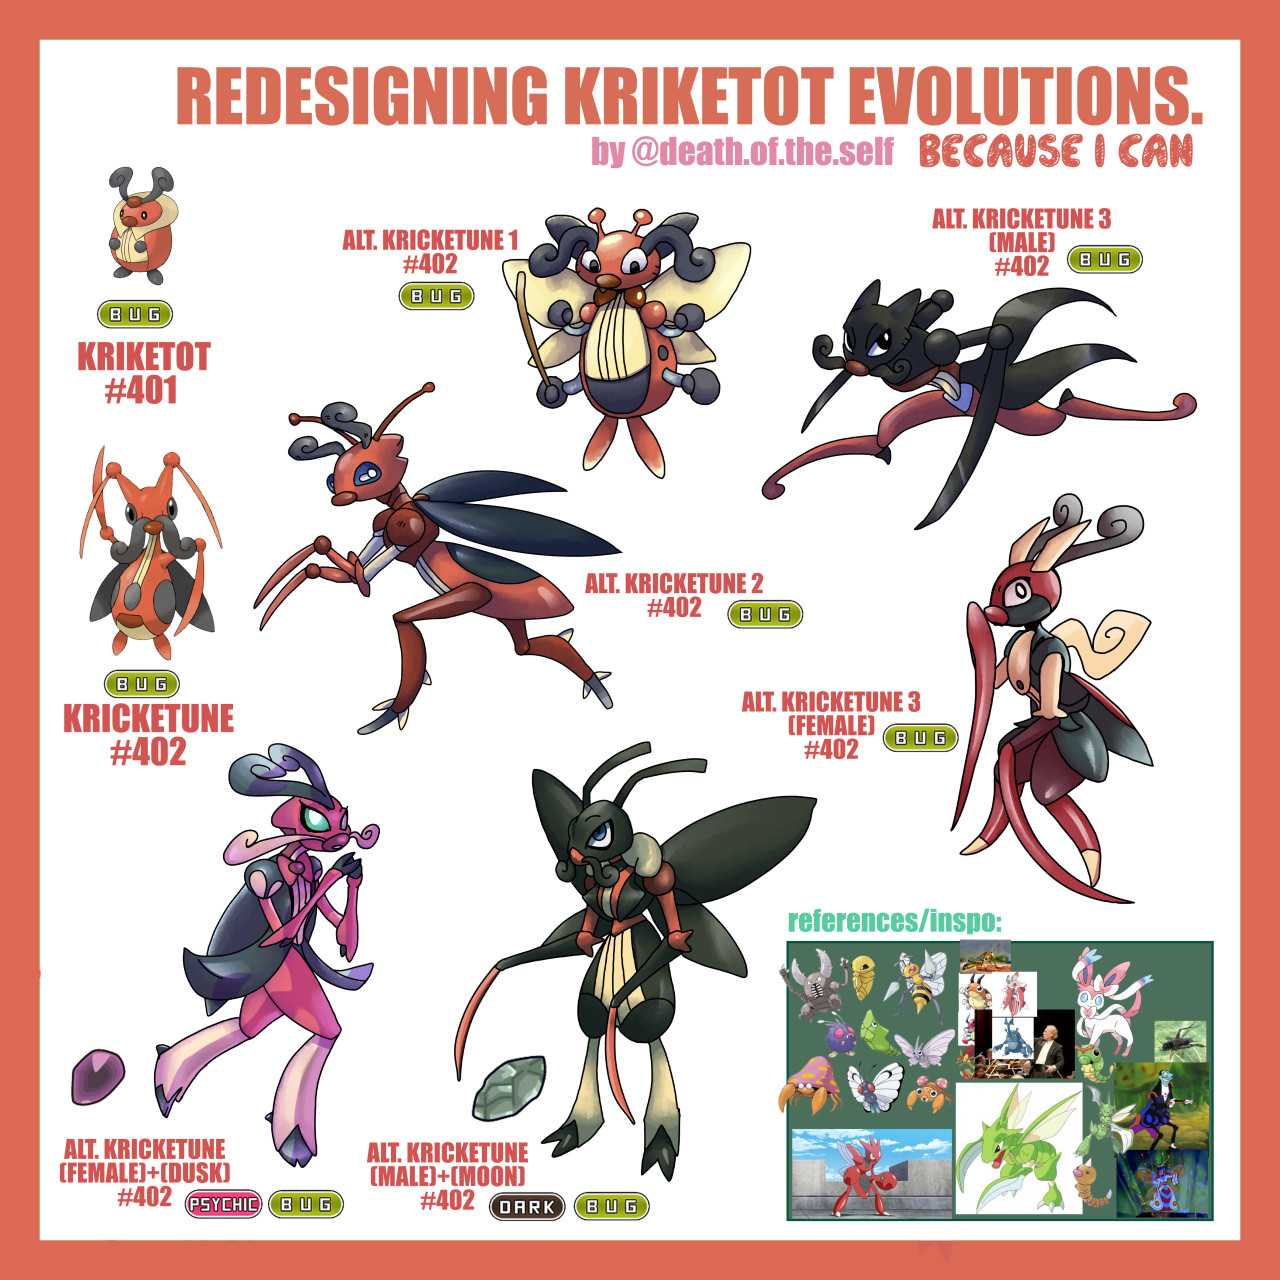 REDESIGNING KRIKETOT EVOLUTIONS.
by @death.of.the.self BECAUSE I CAN
BUG
KRIKETOT
#401
ALT. KRICKETUNE 1
#402
BUG
ALT. KRICKETUNE 3
(MALE)
#402 BUG
ALT. KRICKETUNE 2
#402 BUG
BUG
KRICKETUNE
#402
ALT. KRICKETUNE 3
(FEMALE)
#402 BUG
ALT. KRICKETUNE
(FEMALE)+(DUSK)
#402 PSYCHIC BUG
ALT. KRICKETUNE
(MALE)+(MOON)
#402 DARK BUG
references/inspo: